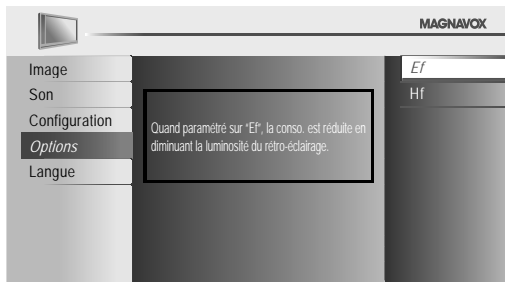 MAGNAVOX
Image
Son
Configuration
Options
Langue
Quand paramétré sur "Ef", la conso. est réduite en
diminuant la luminosité du rétro-éclairage.
Ef
Hf